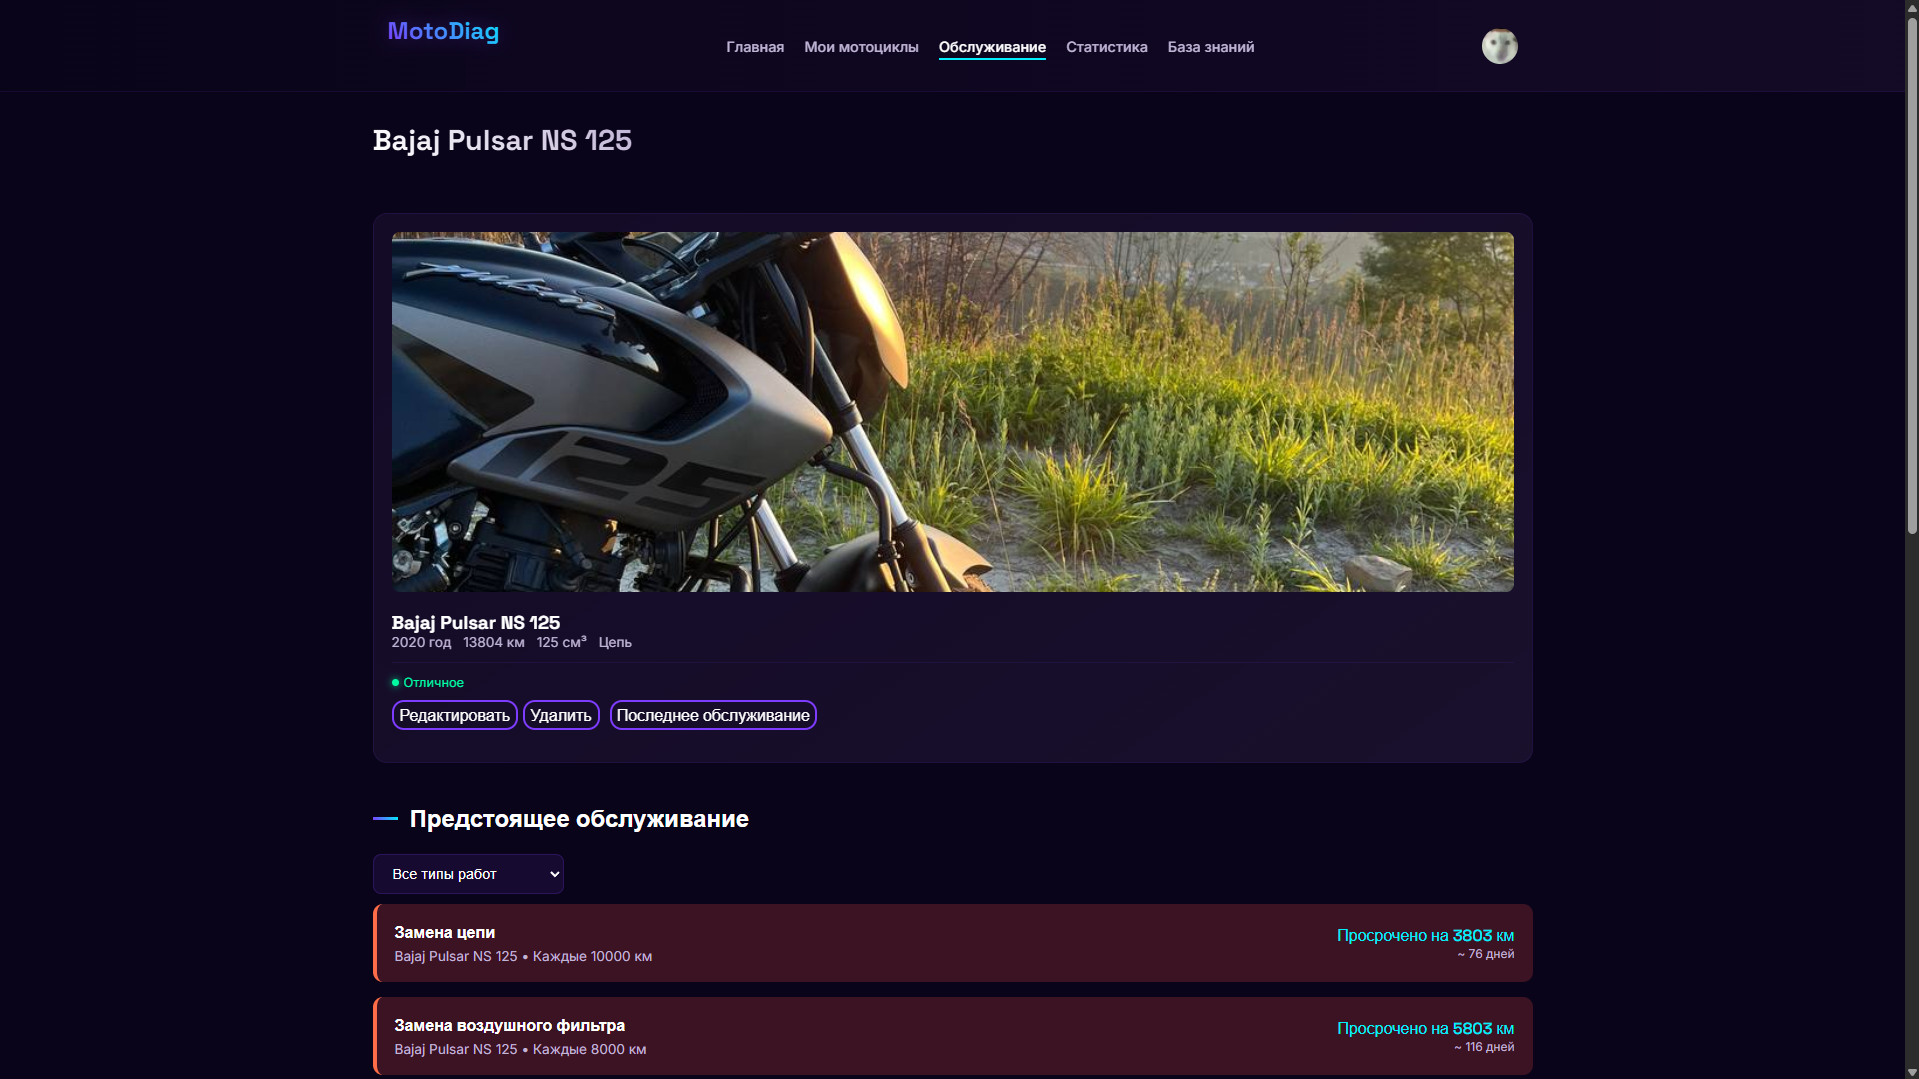 MotoDiag
Главная Мои мотоциклы Обслуживание Статистика База знаний
Bajaj Pulsar NS 125
125
Bajaj Pulsar NS 125
2020 год 13804 км 125 см³ Цепь
Отличное
Редактировать Удалить Последнее обслуживание
Предстоящее обслуживание
Все типы работ
Замена цепи
Просрочено на 3803 км
Bajaj Pulsar NS 125 • Каждые 10000 км
~ 76 дней
Замена воздушного фильтра
Просрочено на 5803 км
Bajaj Pulsar NS 125 • Каждые 8000 км
~ 116 дней